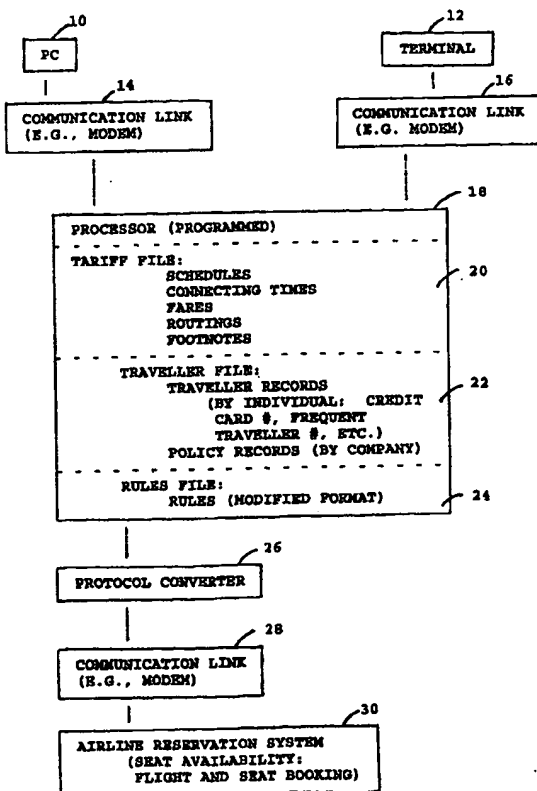 10
12
PC
TERMINAL
14
16
COMMUNICATION LINK
(E.G., MODEM)
COMMUNICATION LINK
(E.G. MODEM)
18
PROCESSOR (PROGRAMMED)
TARIFF FILE:
20
SCHEDULES
CONNECTING TIMES
FARES
ROUTINGS
FOOTNOTES
TRAVELLER FILE:
TRAVELLER RECORDS
22
(BY INDIVIDUAL: CREDIT
CARD #, FREQUENT
TRAVELLER #, ETC.)
POLICY RECORDS (BY COMPANY)
RULES FILE:
RULES (MODIFIED FORMAT)
24
26
PROTOCOL CONVERTER
28
COMMUNICATION LINK
(E.G., MODEM)
30
AIRLINE RESERVATION SYSTEM
(SEAT AVAILABILITY:
FLIGHT AND SEAT BOOKING)